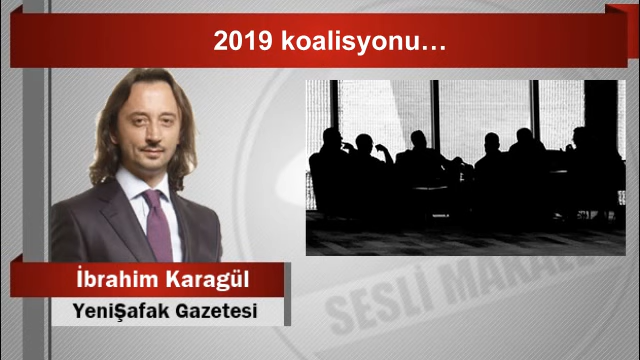 2019 koalisyonu…
İbrahim Karagül
YeniŞafak Gazetesi
SESLİ MAKALE